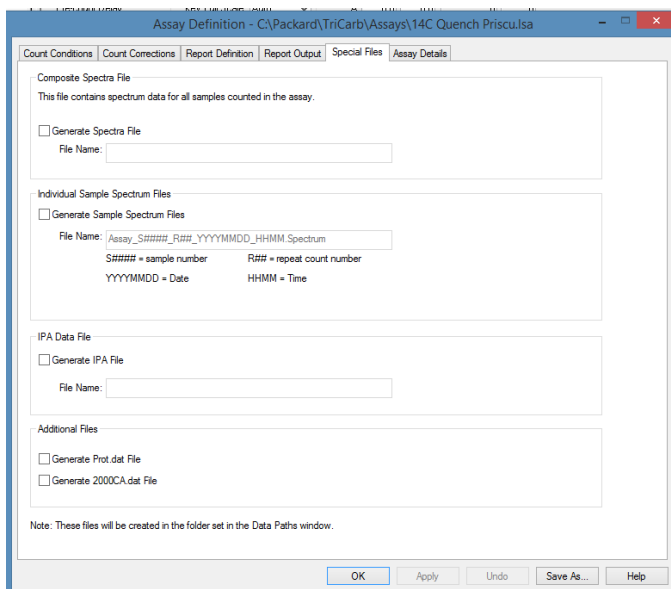 Assay Definition - C:\Packard\TriCarb\Assays\14C Quench Priscu.lsa
Count Conditions Count Corrections Report Definition Report Output Special Files Assay Details
Composite Spectra File
This file contains spectrum data for all samples counted in the assay.
Generate Spectra File
File Name:
Individual Sample Spectrum Files
Generate Sample Spectrum Files
File Name: Assay_S####_R##_YYYYMMDD_HHMM.Spectrum
S#### = sample number R## = repeat count number
YYYYMMDD = Date HHMM = Time
IPA Data File
Generate IPA File
File Name:
Additional Files
Generate Prot.dat File
Generate 2000CA.dat File
Note: These files will be created in the folder set in the Data Paths window.
OK Apply Undo Save As... Help